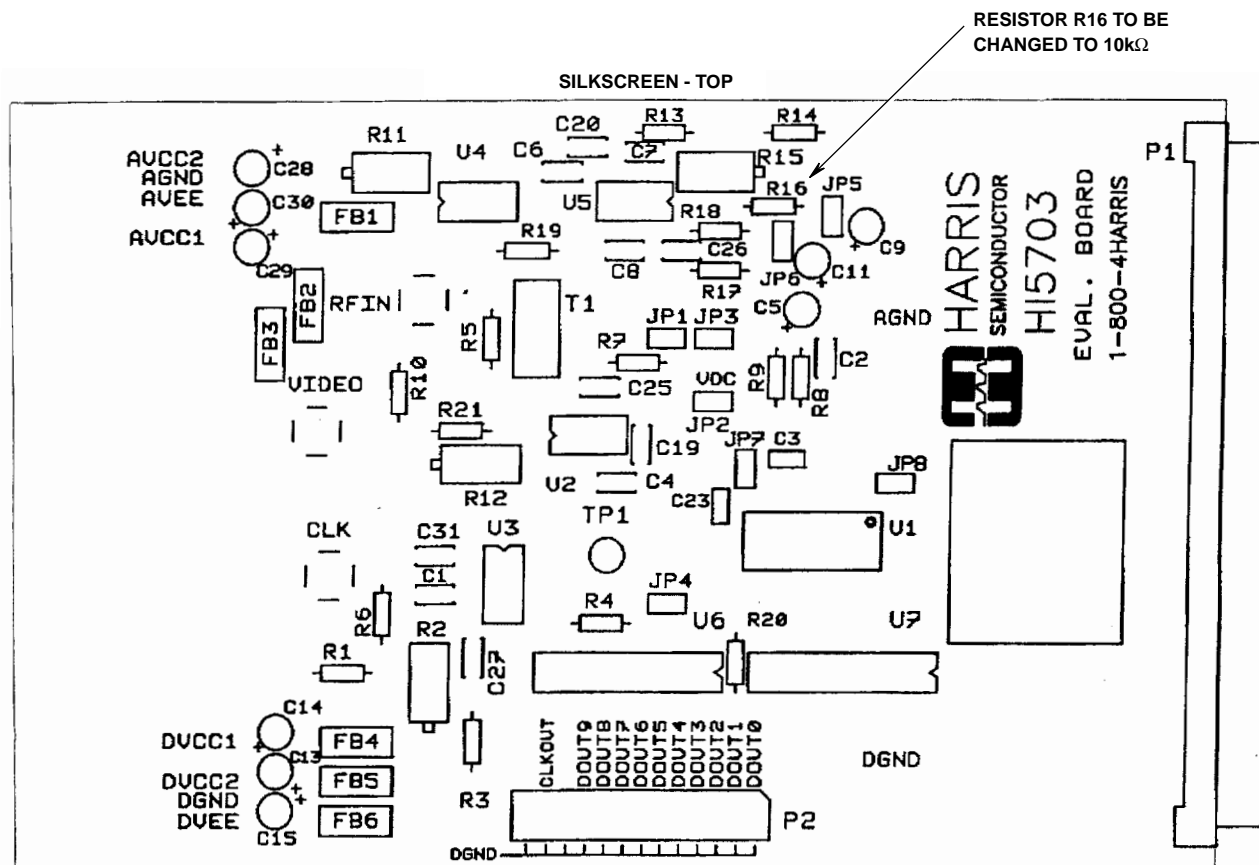 RESISTOR R16 TO BE
CHANGED TO 10kΩ
SILKSCREEN - TOP
R13
R14
C20
R11
U4
C6
C7
R15
P1
AVCC2
AGND
AVEE
AVCC1
C28
C30
C29
FB1
U5
R16
JP5
R18
R19
C8
C26
R17
JP6
C11
C9
HARRIS
SEMICONDUCTOR
HI5703
EVAL. BOARD
1-800-4HARRIS
FB2
FB3
RFIN
T1
R5
JP1
JP3
C5
AGND
R7
C2
R9
R8
VIDEO
R10
C25
VDC
JP2
R21
C19
JP7
C3
JP8
R12
U2
C4
C23
U1
CLK
C31
U3
TP1
C1
JP4
R6
R4
U6
R20
U7
R2
R1
C27
C14
DVCC1
FB4
C13
DVCC2
FB5
DGND
DVEE
C15
FB6
R3
CLKOUT
DOUT9
DOUT8
DOUT7
DOUT6
DOUT5
DOUT4
DOUT3
DOUT2
DOUT1
DOUT0
DGND
P2
DGND